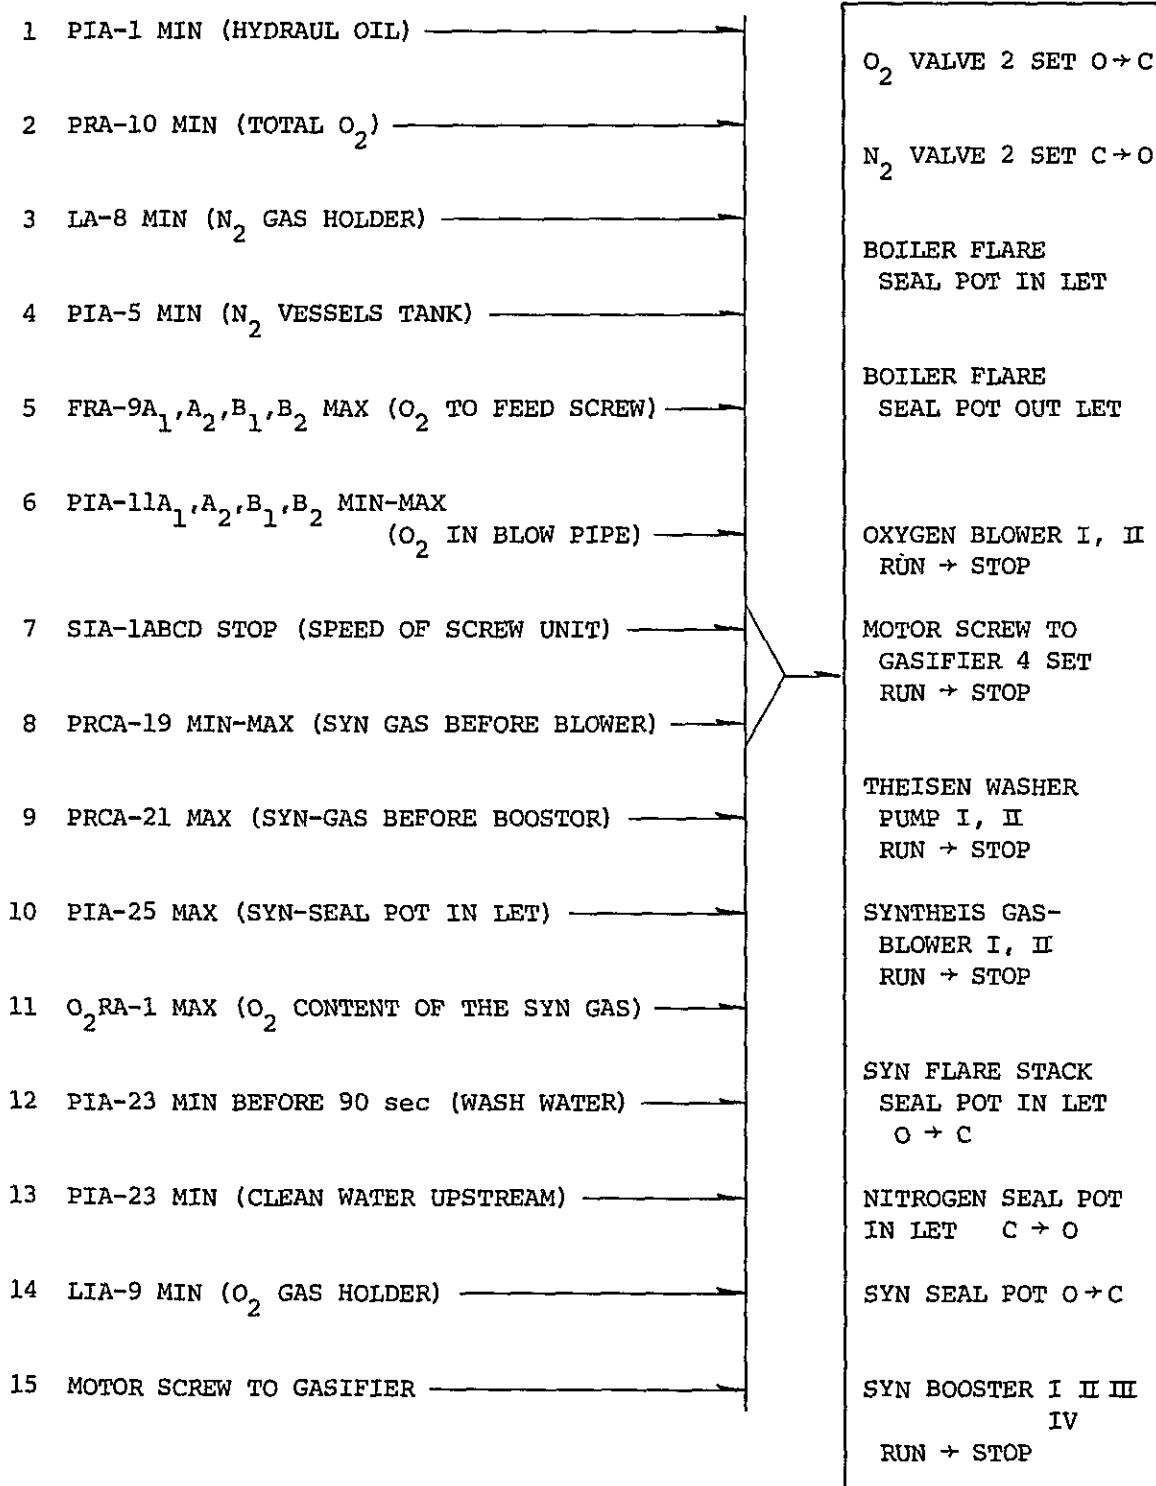 1 PIA-1 MIN (HYDRAUL OIL)
2 PRA-10 MIN (TOTAL O2)
3 LA-8 MIN (N2 GAS HOLDER)
4 PIA-5 MIN (N2 VESSELS TANK)
5 FRA-9A1,A2,B1,B2 MAX (O2 TO FEED SCREW)
6 PIA-11A1,A2,B1,B2 MIN-MAX
(O2 IN BLOW PIPE)
7 SIA-1ABCD STOP (SPEED OF SCREW UNIT)
8 PRCA-19 MIN-MAX (SYN GAS BEFORE BLOWER)
9 PRCA-21 MAX (SYN-GAS BEFORE BOOSTOR)
10 PIA-25 MAX (SYN-SEAL POT IN LET)
11 O2RA-1 MAX (O2 CONTENT OF THE SYN GAS)
12 PIA-23 MIN BEFORE 90 sec (WASH WATER)
13 PIA-23 MIN (CLEAN WATER UPSTREAM)
14 LIA-9 MIN (O2 GAS HOLDER)
15 MOTOR SCREW TO GASIFIER
O2 VALVE 2 SET O→C
N2 VALVE 2 SET C→O
BOILER FLARE
SEAL POT IN LET
BOILER FLARE
SEAL POT OUT LET
OXYGEN BLOWER I, II
RUN → STOP
MOTOR SCREW TO
GASIFIER 4 SET
RUN → STOP
THEISEN WASHER
PUMP I, II
RUN → STOP
SYNTHEIS GAS-
BLOWER I, II
RUN → STOP
SYN FLARE STACK
SEAL POT IN LET
O → C
NITROGEN SEAL POT
IN LET C → O
SYN SEAL POT O→C
SYN BOOSTER I II III
IV
RUN → STOP